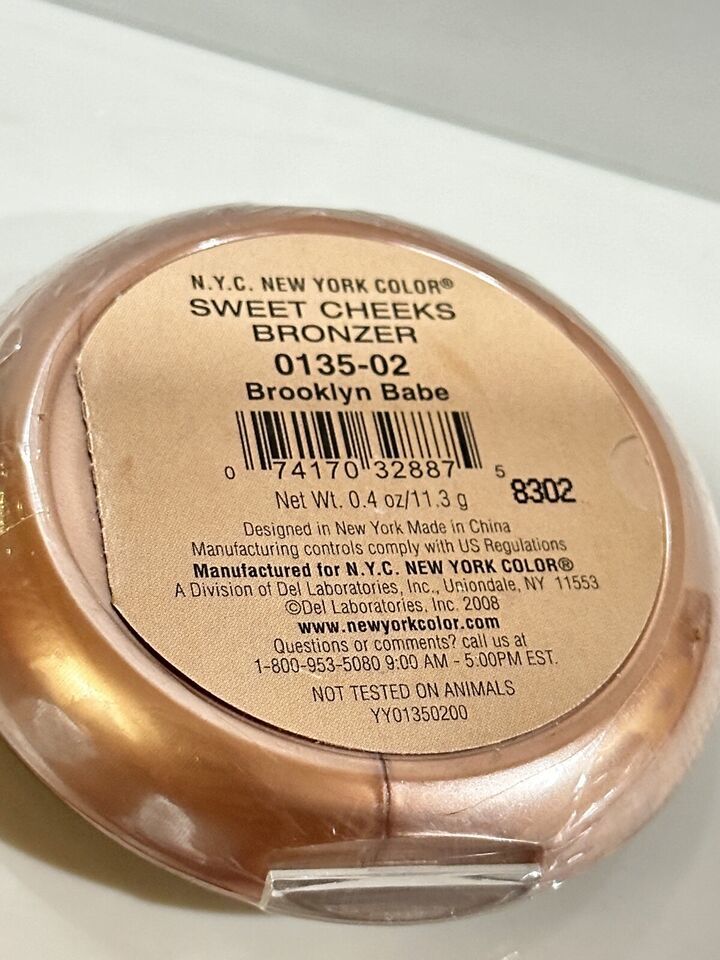 N.Y.C. NEW YORK COLOR®
SWEET CHEEKS
BRONZER
0135-02
Brooklyn Babe
0 74170 32887 5
Net Wt. 0.4 oz/11.3 g
8302
Designed in New York Made in China
Manufacturing controls comply with US Regulations
Manufactured for N.Y.C. NEW YORK COLOR®
A Division of Del Laboratories, Inc., Uniondale, NY 11553
©Del Laboratories, Inc. 2008
www.newyorkcolor.com
Questions or comments? call us at
1-800-953-5080 9:00 AM - 5:00PM EST.
NOT TESTED ON ANIMALS
YY01350200